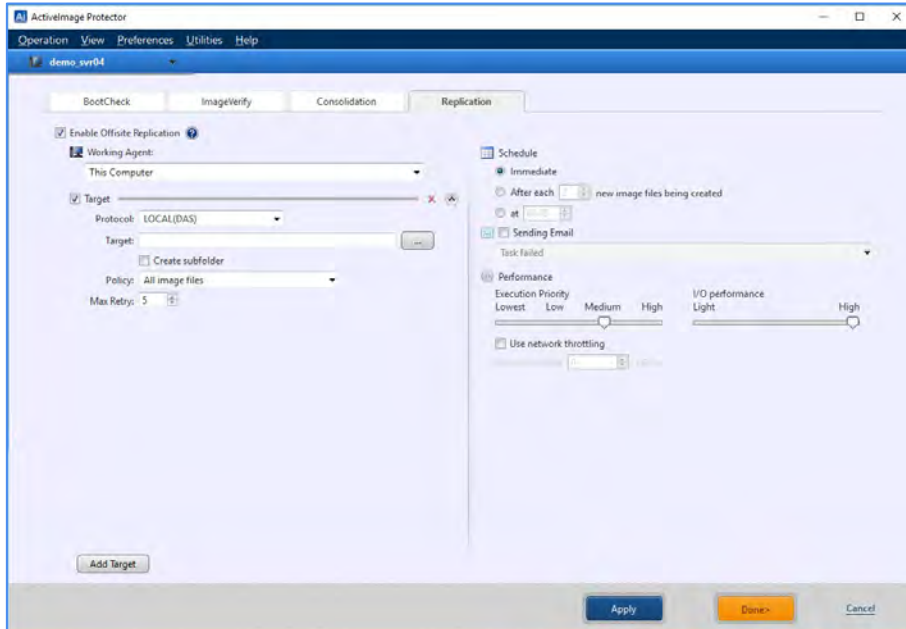 ActiveImage Protector
Operation View Preferences Utilities Help
demo_svr04
BootCheck ImageVerify Consolidation Replication
Enable Offsite Replication
Working Agent:
This Computer
Target
Protocol: LOCAL(DAS)
Target: ...
Create subfolder
Policy: All image files
Max Retry: 5
Add Target
Schedule
Immediate
After each new image files being created
at
Sending Email
Task failed
Performance
Execution Priority
Lowest Low Medium High
I/O performance
Light High
Use network throttling
Apply Done> Cancel